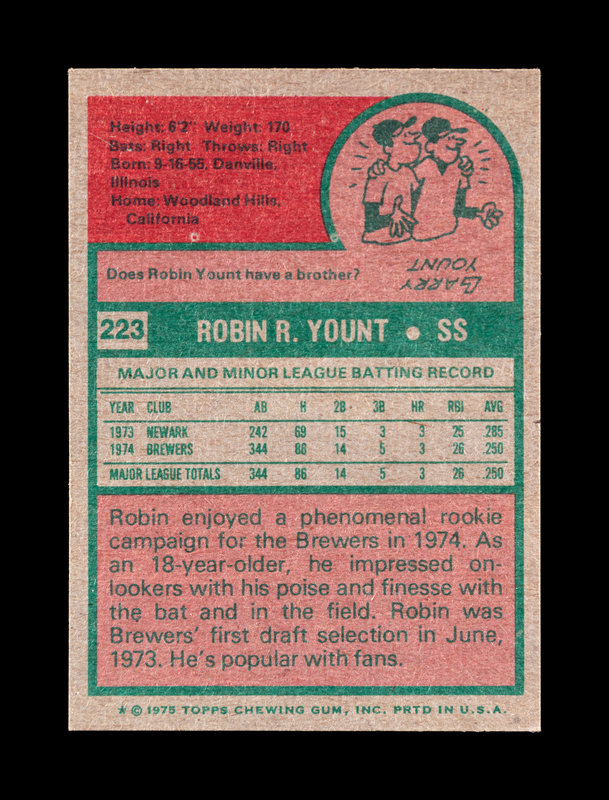 Height: 6'2" Weight: 170
Bats: Right Throws: Right
Born: 9-16-55, Danville,
Illinois
Home: Woodland Hills,
California
Does Robin Yount have a brother?
LARRY
YOUNT
223 ROBIN R. YOUNT • SS
MAJOR AND MINOR LEAGUE BATTING RECORD
YEAR CLUB AB H 2B 3B HR RBI AVG
1973 NEWARK 242 69 15 3 3 25 .285
1974 BREWERS 344 86 14 5 3 26 .250
MAJOR LEAGUE TOTALS 344 86 14 5 3 26 .250
Robin enjoyed a phenomenal rookie
campaign for the Brewers in 1974. As
an 18-year-older, he impressed on-
lookers with his poise and finesse with
the bat and in the field. Robin was
Brewers' first draft selection in June,
1973. He's popular with fans.
★ © 1975 TOPPS CHEWING GUM, INC. PRTD IN U.S.A.